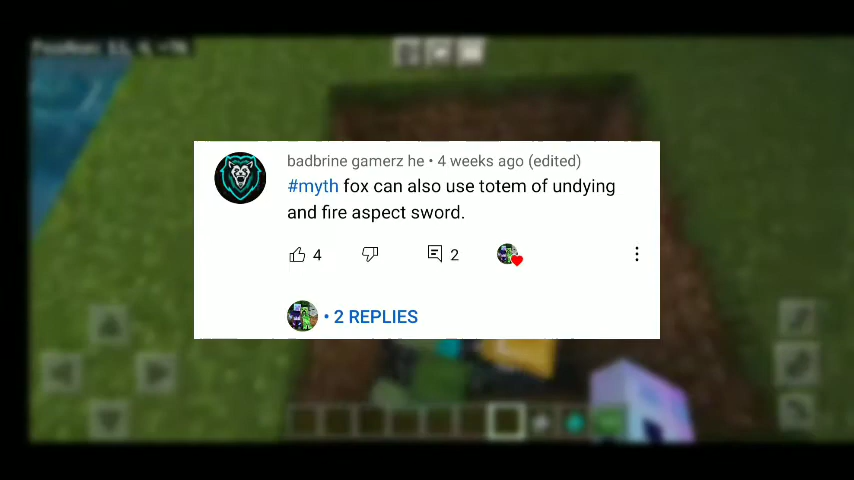 badbrine gamerz he • 4 weeks ago (edited)
#myth fox can also use totem of undying
and fire aspect sword.
4
2
• 2 REPLIES